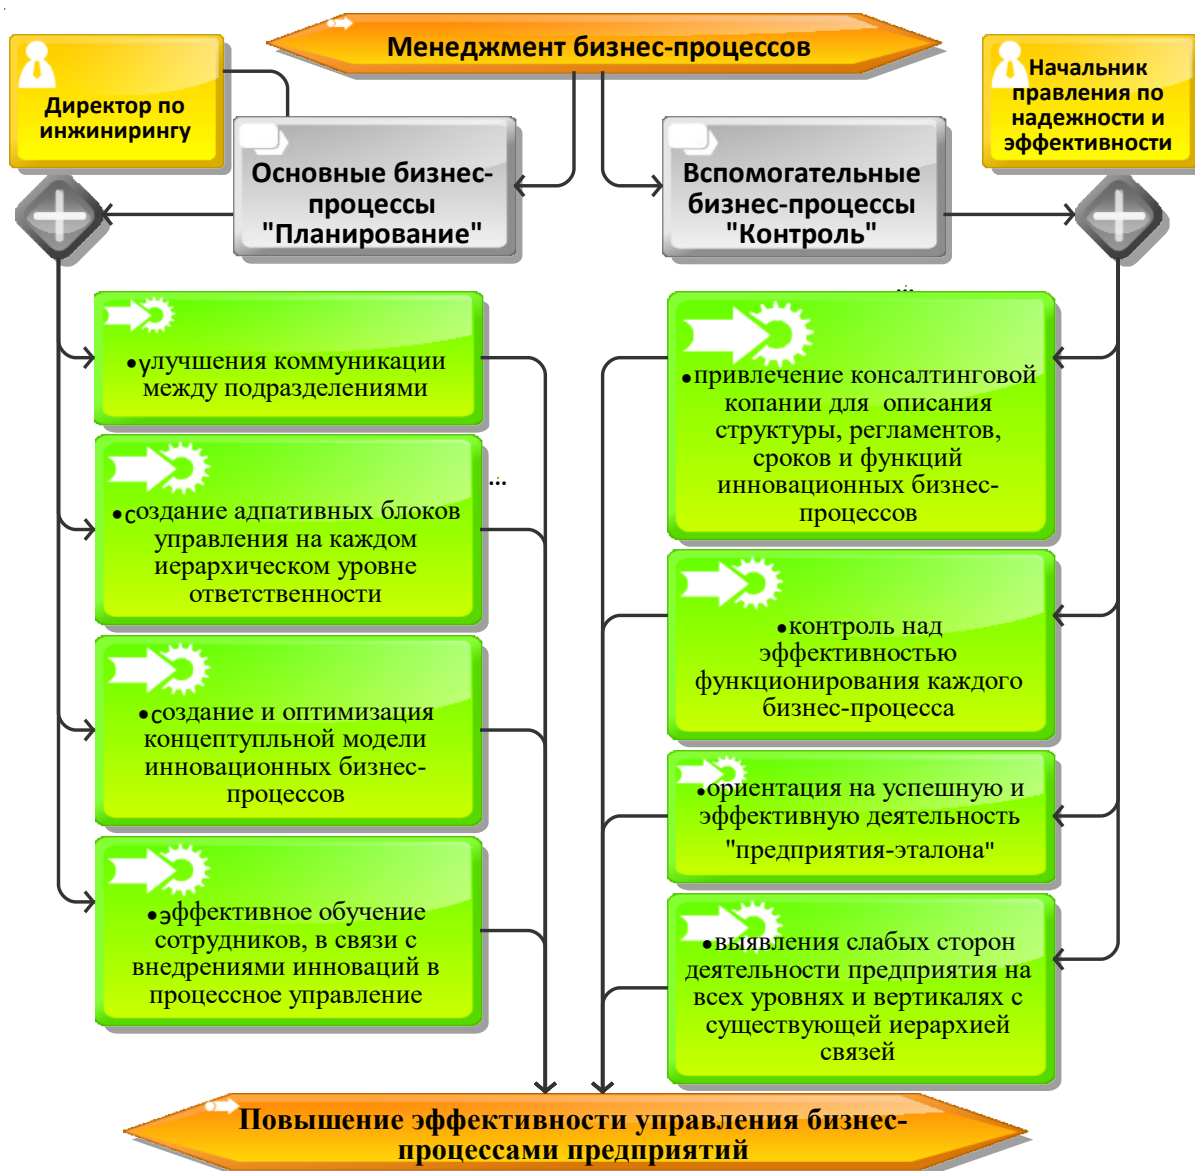 Менеджмент бизнес-процессов
Директор по
инжинирингу
Начальник
правления по
надежности и
эффективности
Основные бизнес-
процессы
"Планирование"
Вспомогательные
бизнес-процессы
"Контроль"
•улучшения коммуникации
между подразделениями
...
•создание адпативных блоков
управления на каждом
иерархическом уровне
ответственности
•создание и оптимизация
концептупльной модели
инновационных бизнес-
процессов
•эффективное обучение
сотрудников, в связи с
внедрениями инноваций в
процессное управление
...
•привлечение консалтинговой
копании для описания
структуры, регламентов,
сроков и функций
инновационных бизнес-
процессов
•контроль над
эффективностью
функционирования каждого
бизнес-процесса
•ориентация на успешную и
эффективную деятельность
"предприятия-эталона"
•выявления слабых сторон
деятельности предприятия на
всех уровнях и вертикалях с
существующей иерархией
связей
Повышение эффективности управления бизнес-
процессами предприятий